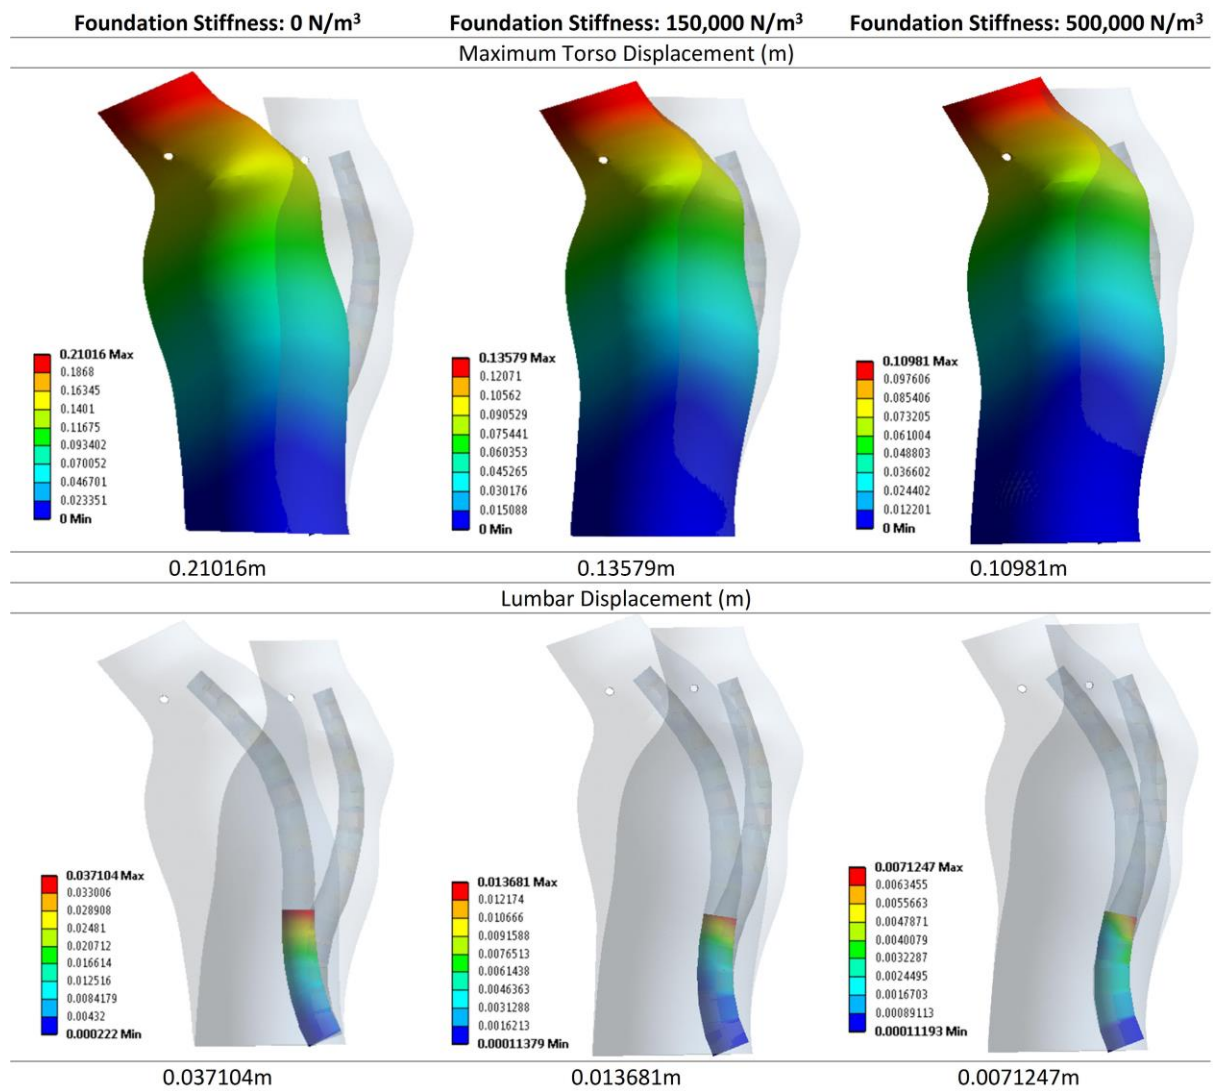 Foundation Stiffness: 0 N/m³ Foundation Stiffness: 150,000 N/m³ Foundation Stiffness: 500,000 N/m³
Maximum Torso Displacement (m)
0.21016 Max
0.1868
0.16345
0.1401
0.11675
0.093402
0.070052
0.046701
0.023351
0 Min
0.13579 Max
0.12071
0.10562
0.090529
0.075441
0.060353
0.045265
0.030176
0.015088
0 Min
0.10981 Max
0.097606
0.085406
0.073205
0.061004
0.048803
0.036602
0.024402
0.012201
0 Min
0.21016m 0.13579m 0.10981m
Lumbar Displacement (m)
0.037104 Max
0.033006
0.028908
0.02481
0.020712
0.016614
0.012516
0.0084179
0.00432
0.000222 Min
0.013681 Max
0.012174
0.010666
0.0091588
0.0076513
0.0061438
0.0046363
0.0031288
0.0016213
0.00011379 Min
0.0071247 Max
0.0063455
0.0055663
0.0047871
0.0040079
0.0032287
0.0024495
0.0016703
0.00089113
0.00011193 Min
0.037104m 0.013681m 0.0071247m